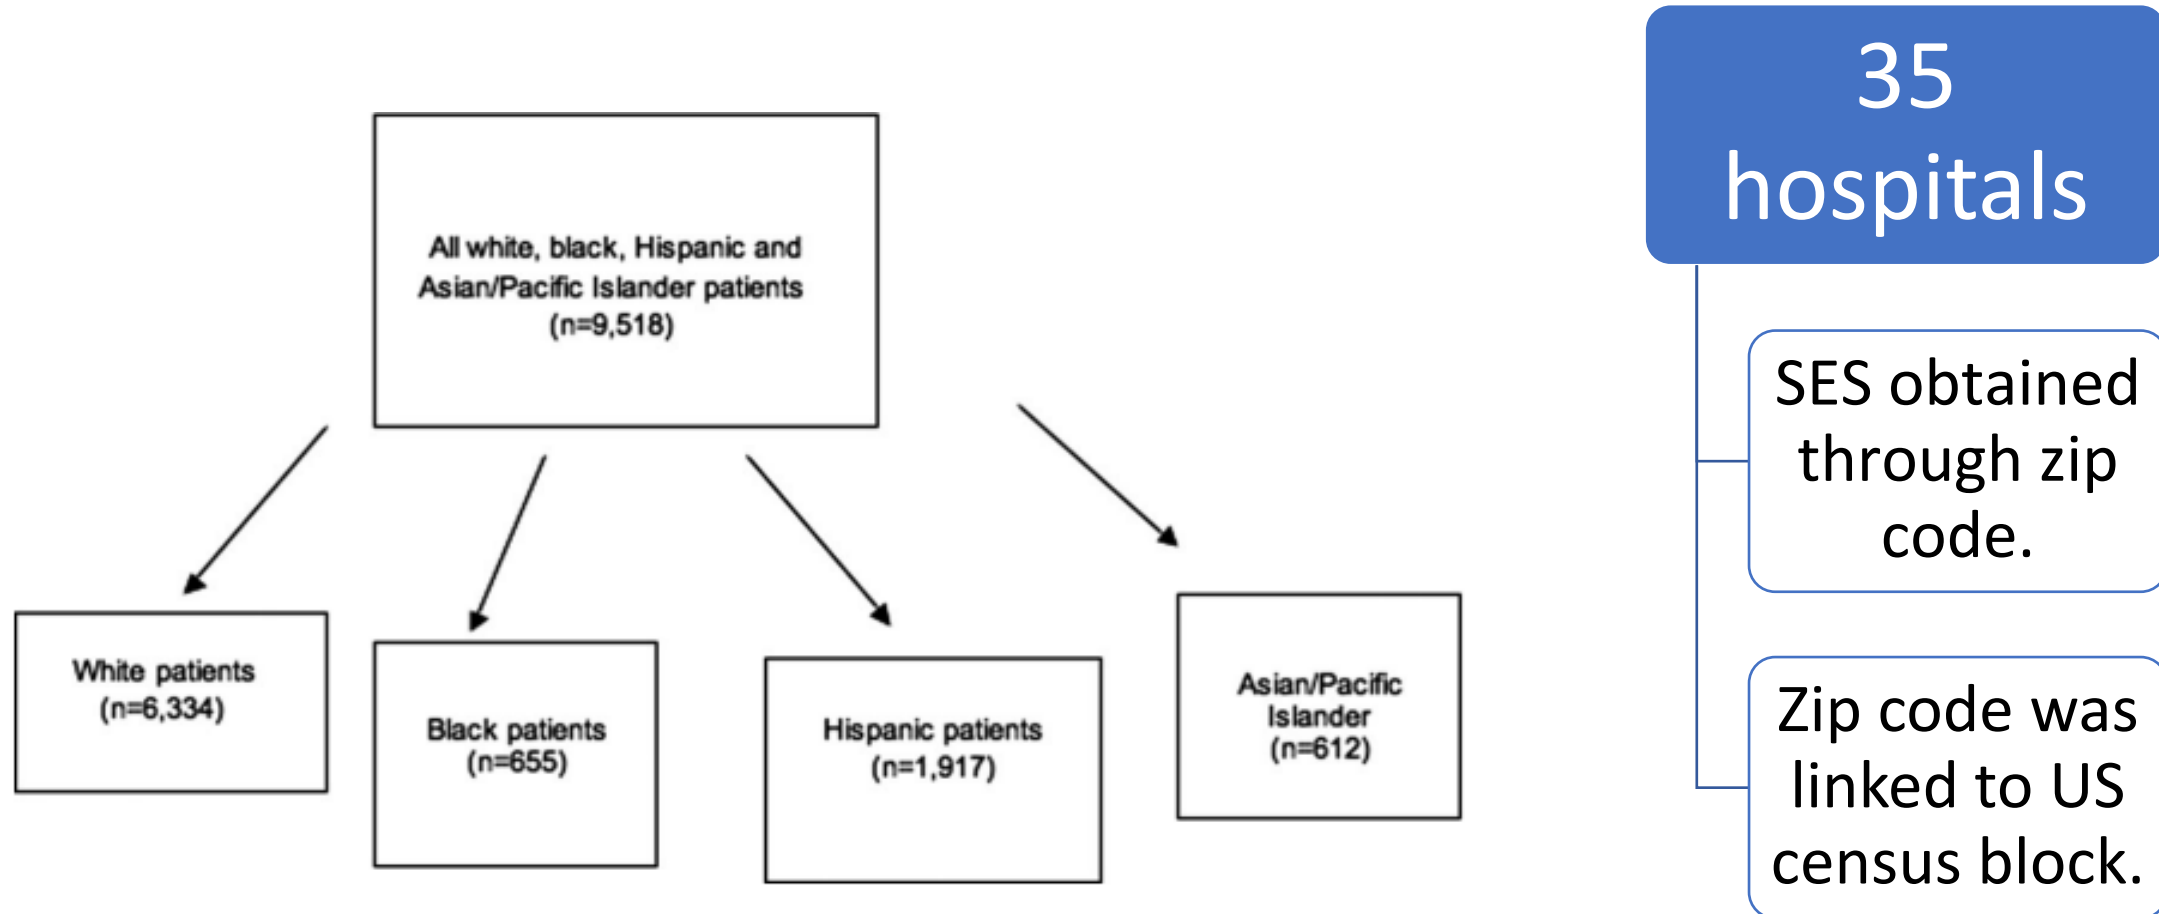 All white, black, Hispanic and
Asian/Pacific Islander patients
(n=9,518)
White patients
(n=6,334)
Black patients
(n=655)
Hispanic patients
(n=1,917)
Asian/Pacific
Islander
(n=612)
35
hospitals
SES obtained
through zip
code.
Zip code was
linked to US
census block.